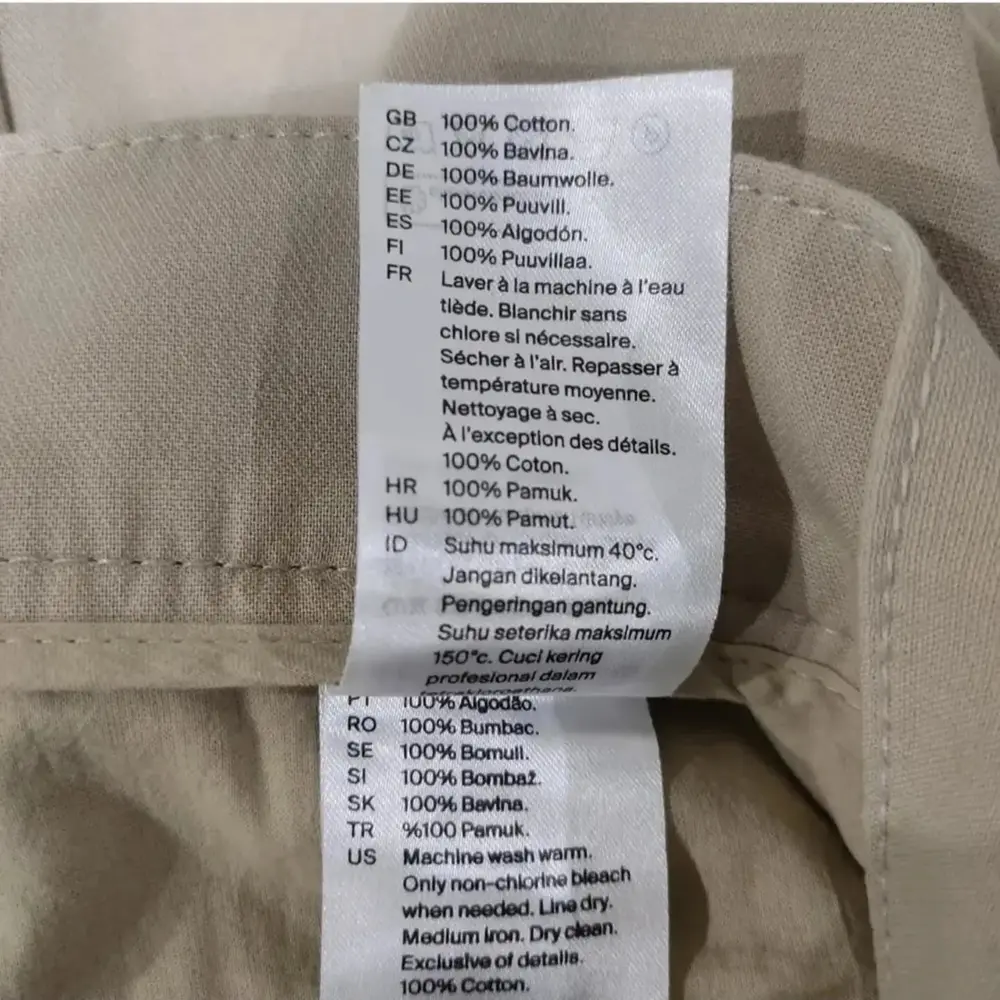 GB 100% Cotton.
CZ 100% Bavlna.
DE 100% Baumwolle.
EE 100% Puuvill.
ES 100% Algodón.
FI 100% Puuvillaa.
FR Laver à la machine à l'eau
tiède. Blanchir sans
chlore si nécessaire.
Sécher à l'air. Repasser à
température moyenne.
Nettoyage à sec.
À l'exception des détails.
100% Coton.
HR 100% Pamuk.
HU 100% Pamut.
ID Suhu maksimum 40°c.
Jangan dikelantang.
Pengeringan gantung.
Suhu seterika maksimum
150°c. Cuci kering
profesional dalam
tetrakloroethana.
PT 100% Algodão.
RO 100% Bumbac.
SE 100% Bomull.
SI 100% Bombaž.
SK 100% Bavlna.
TR %100 Pamuk.
US Machine wash warm.
Only non-chlorine bleach
when needed. Line dry.
Medium iron. Dry clean.
Exclusive of details.
100% Cotton.